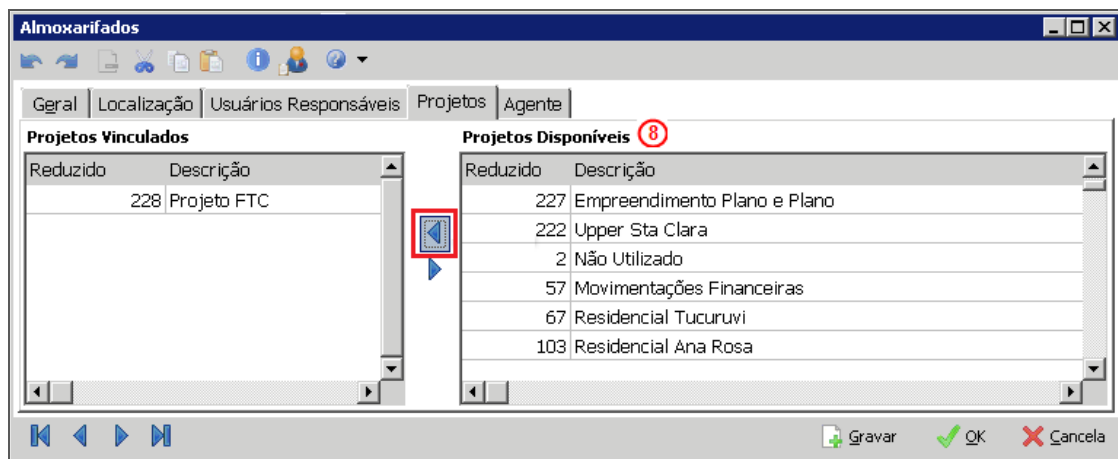 Almoxarifados
Geral Localização Usuários Responsáveis Projetos Agente
Projetos Vinculados
Reduzido Descrição
228 Projeto FTC
Projetos Disponíveis 8
Reduzido Descrição
227 Empreendimento Plano e Plano
222 Upper Sta Clara
2 Não Utilizado
57 Movimentações Financeiras
67 Residencial Tucuruvi
103 Residencial Ana Rosa
Gravar OK Cancela